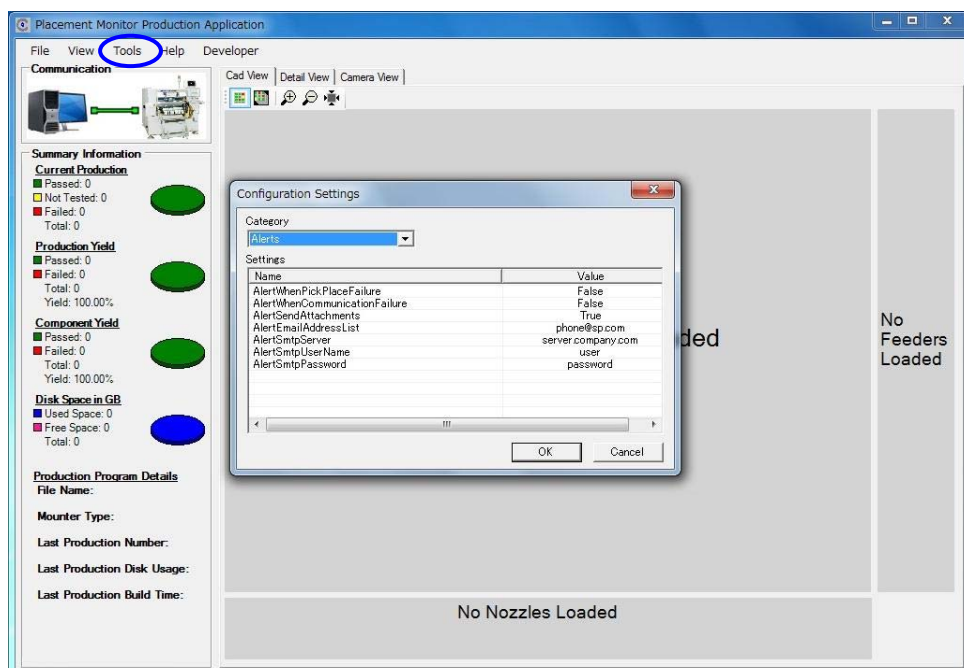 Placement Monitor Production Application
File View Tools Help Developer
Communication
Cad View Detail View Camera View
Summary Information
Current Production
Passed: 0
Not Tested: 0
Failed: 0
Total: 0
Production Yield
Passed: 0
Failed: 0
Total: 0
Yield: 100.00%
Component Yield
Passed: 0
Failed: 0
Total: 0
Yield: 100.00%
Disk Space in GB
Used Space: 0
Free Space: 0
Total: 0
Production Program Details
File Name:
Mounter Type:
Last Production Number:
Last Production Disk Usage:
Last Production Build Time:
Configuration Settings
Category
Alerts
Settings
Name Value
AlertWhenPickPlaceFailure False
AlertWhenCommunicationFailure False
AlertSendAttachments True
AlertEmailAddressList phone@sp.com
AlertSmtpServer server.company.com
AlertSmtpUserName user
AlertSmtpPassword password
OK Cancel
No
Feeders
Loaded
No Nozzles Loaded